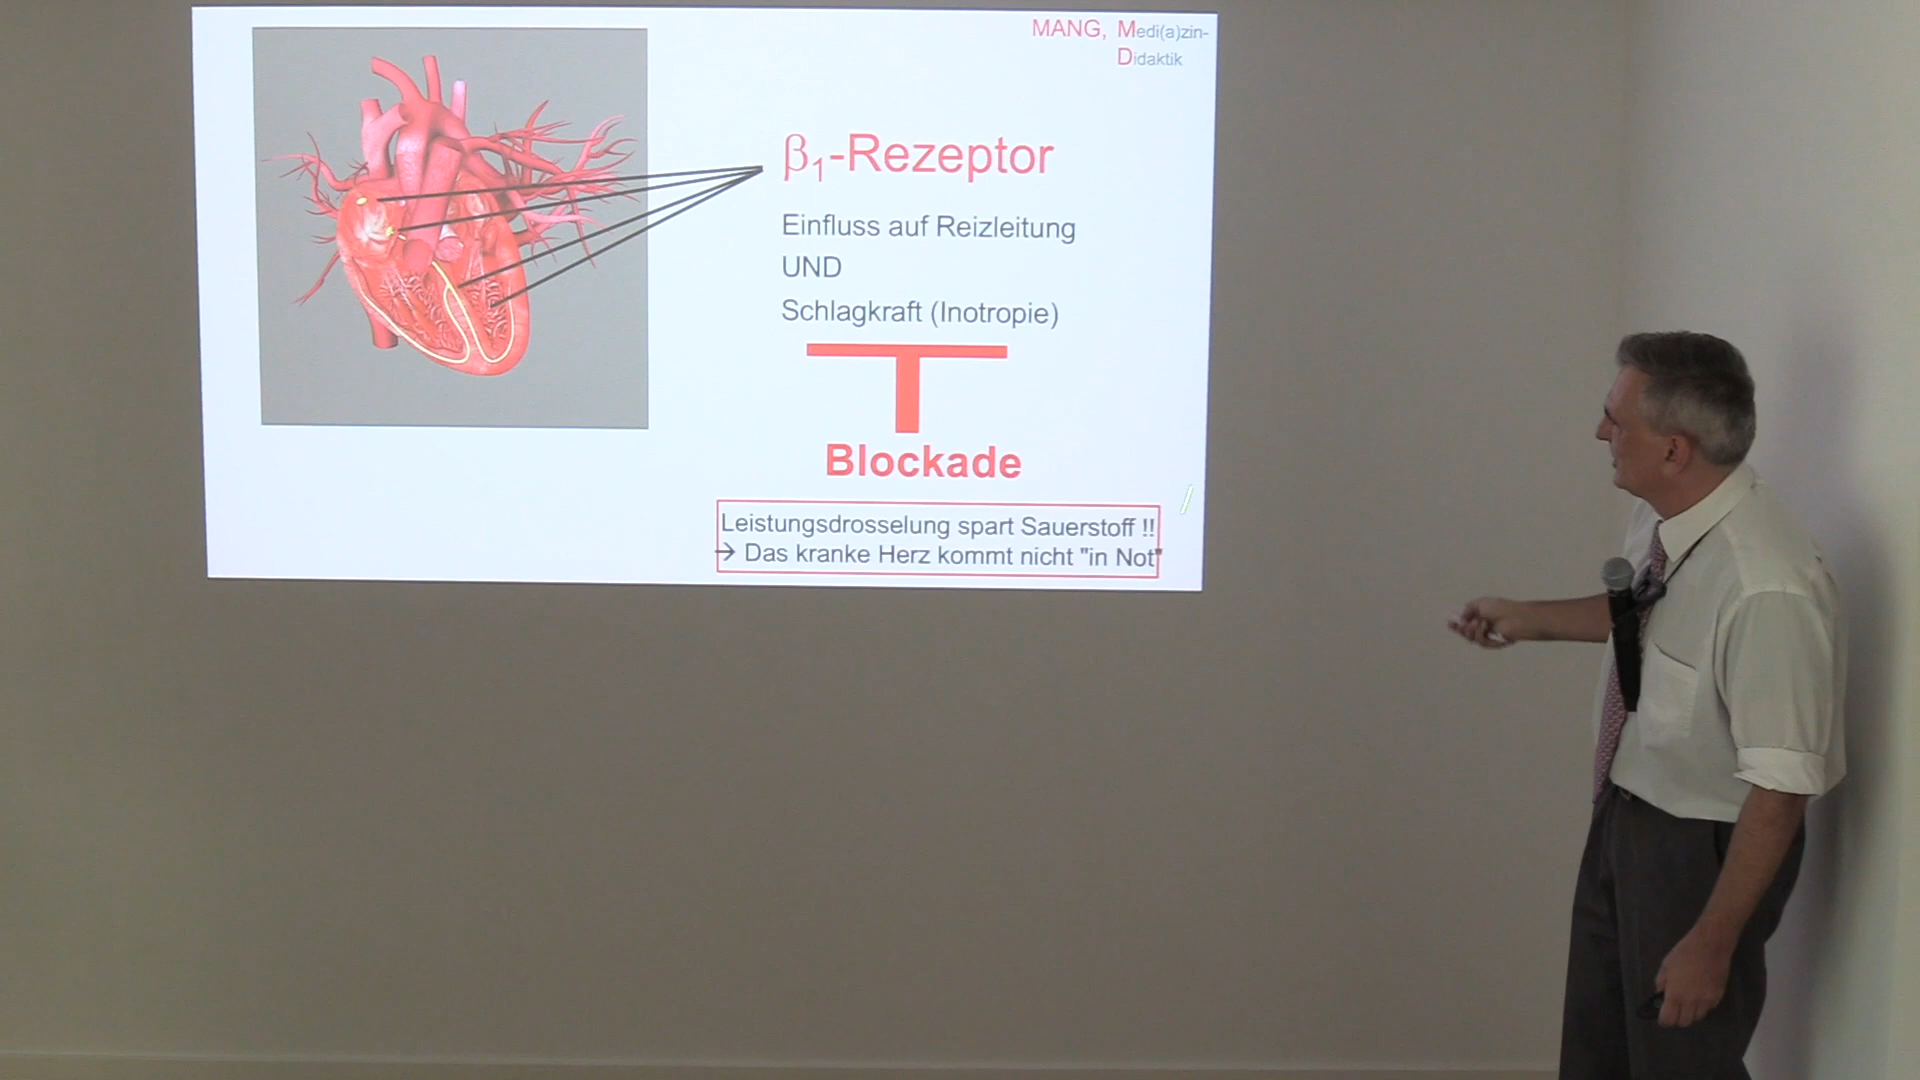 MANG, Medi(a)zin-
Didaktik
β1-Rezeptor
Einfluss auf Reizleitung
UND
Schlagkraft (Inotropie)
Blockade
Leistungsdrosselung spart Sauerstoff !!
→ Das kranke Herz kommt nicht "in Not"